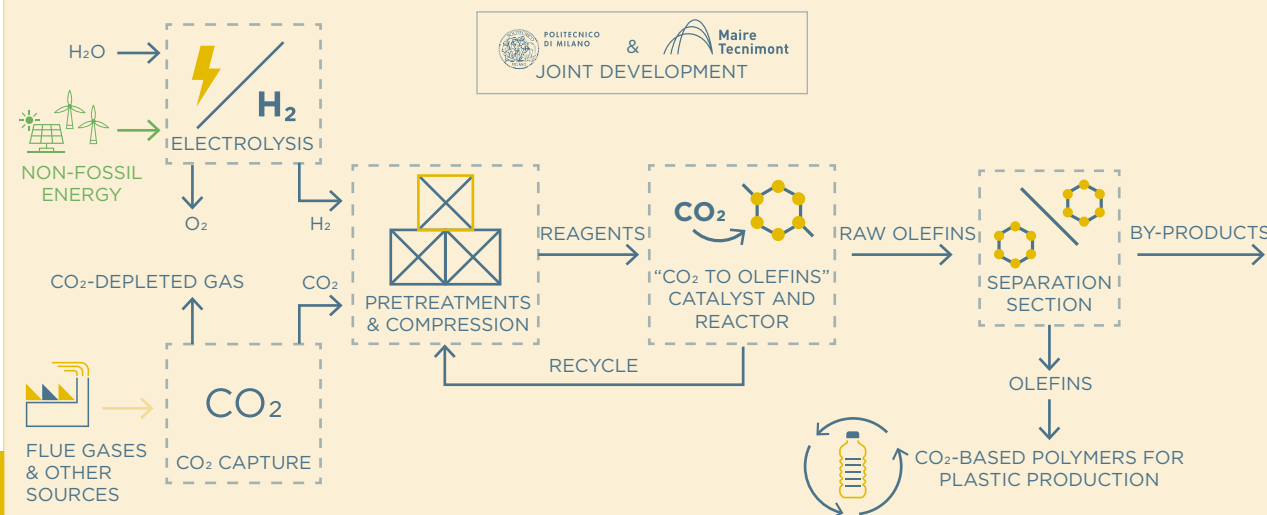 POLITECNICO
DI MILANO
&
Maire
Tecnimont
JOINT DEVELOPMENT
H₂O
NON-FOSSIL
ENERGY
H₂
ELECTROLYSIS
O₂
H₂
CO₂-DEPLETED GAS
CO₂
FLUE GASES
& OTHER
SOURCES
CO₂
CO₂ CAPTURE
PRETREATMENTS
& COMPRESSION
REAGENTS
RECYCLE
CO₂
“CO₂ TO OLEFINS”
CATALYST AND
REACTOR
RAW OLEFINS
SEPARATION
SECTION
BY-PRODUCTS
OLEFINS
CO₂-BASED POLYMERS FOR
PLASTIC PRODUCTION